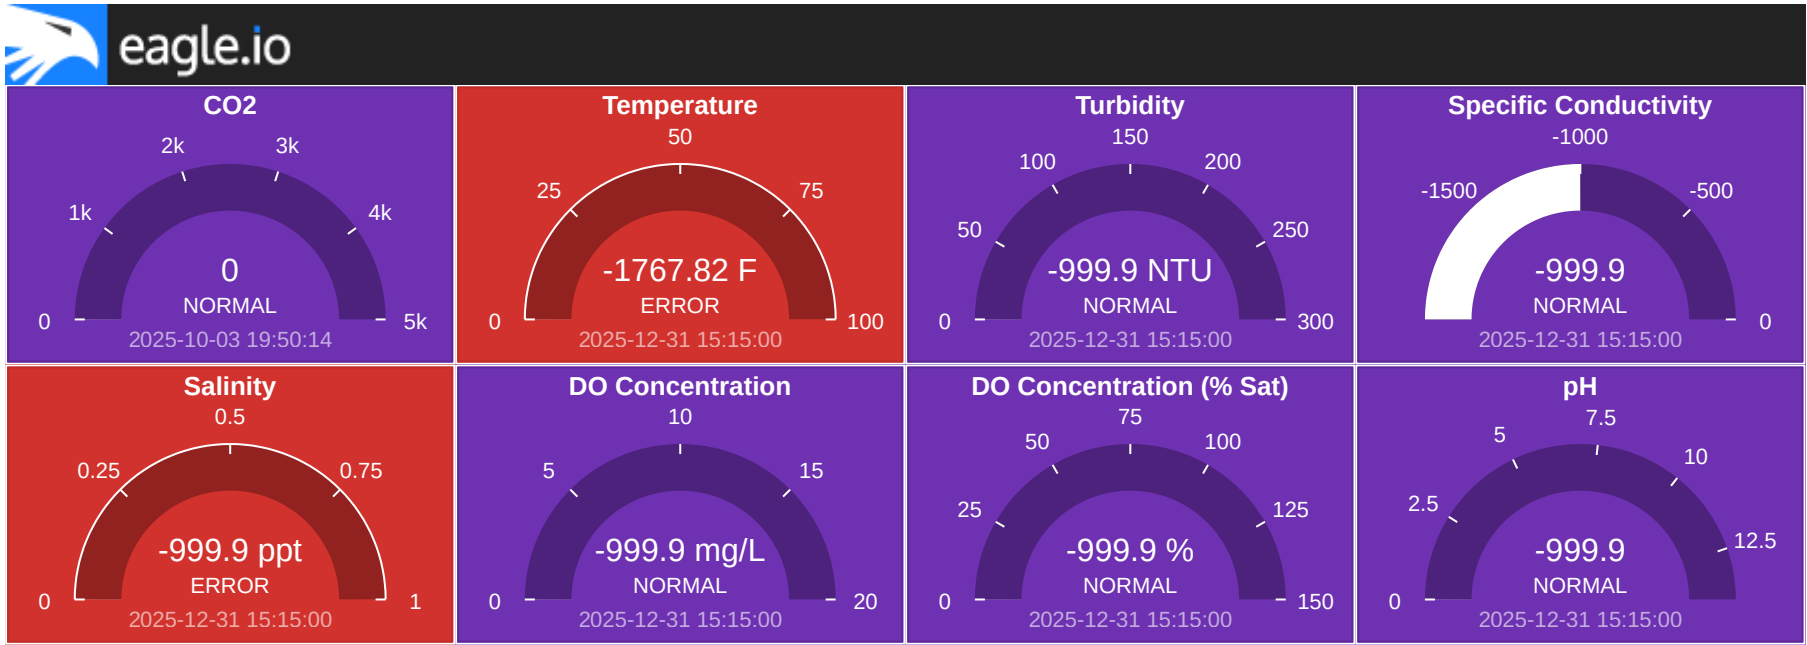 eagle.io
CO2
2k
3k
1k
4k
0
NORMAL
0
5k
2025-10-03 19:50:14
Temperature
50
25
75
-1767.82 F
ERROR
0
100
2025-12-31 15:15:00
Turbidity
150
100
200
50
250
-999.9 NTU
NORMAL
0
300
2025-12-31 15:15:00
Specific Conductivity
-1000
-1500
-500
-999.9
NORMAL
0
2025-12-31 15:15:00
Salinity
0.5
0.25
0.75
-999.9 ppt
ERROR
0
1
2025-12-31 15:15:00
DO Concentration
10
5
15
-999.9 mg/L
NORMAL
0
20
2025-12-31 15:15:00
DO Concentration (% Sat)
75
50
100
25
125
-999.9 %
NORMAL
0
150
2025-12-31 15:15:00
pH
7.5
5
10
2.5
12.5
-999.9
NORMAL
0
2025-12-31 15:15:00